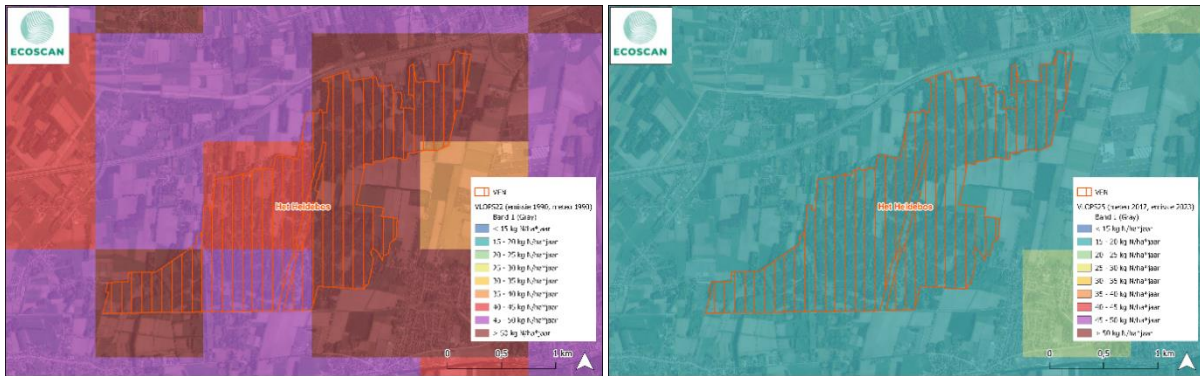 ECOSCAN
Het Heidebos
VEN
VLOPS22 (emissie 1990, meteo 1990)
Band 1 (Gray)
< 15 kg N/ha*jaar
15 - 20 kg N/ha*jaar
20 - 25 kg N/ha*jaar
25 - 30 kg N/ha*jaar
30 - 35 kg N/ha*jaar
35 - 40 kg N/ha*jaar
40 - 45 kg N/ha*jaar
45 - 50 kg N/ha*jaar
> 50 kg N/ha*jaar
0 0,5 1 km
ECOSCAN
Het Heidebos
VEN
VLOPS25 (meteo 2017, emissie 2023)
Band 1 (Gray)
< 15 kg N/ha*jaar
15 - 20 kg N/ha*jaar
20 - 25 kg N/ha*jaar
25 - 30 kg N/ha*jaar
30 - 35 kg N/ha*jaar
35 - 40 kg N/ha*jaar
40 - 45 kg N/ha*jaar
45 - 50 kg N/ha*jaar
> 50 kg N/ha*jaar
0 0,5 1 km